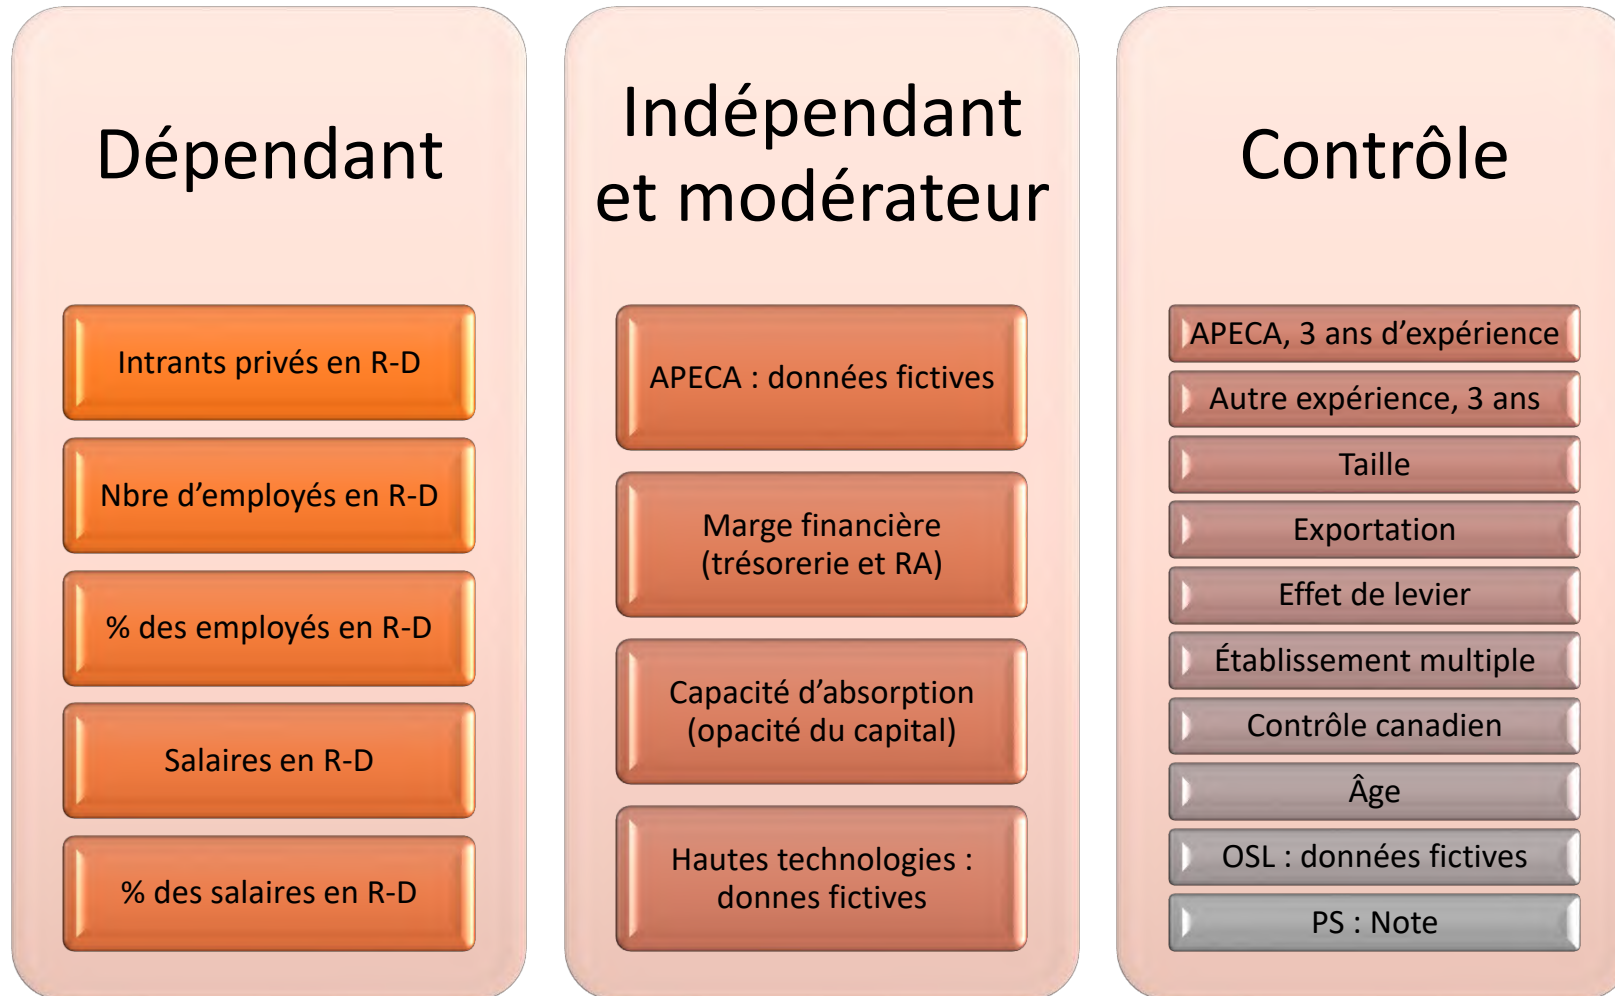 Dépendant
Intrants privés en R-D
Nbre d’employés en R-D
% des employés en R-D
Salaires en R-D
% des salaires en R-D
Indépendant
et modérateur
APECA : données fictives
Marge financière
(trésorerie et RA)
Capacité d’absorption
(opacité du capital)
Hautes technologies :
donnes fictives
Contrôle
APECA, 3 ans d’expérience
Autre expérience, 3 ans
Taille
Exportation
Effet de levier
Établissement multiple
Contrôle canadien
Âge
OSL : données fictives
PS : Note